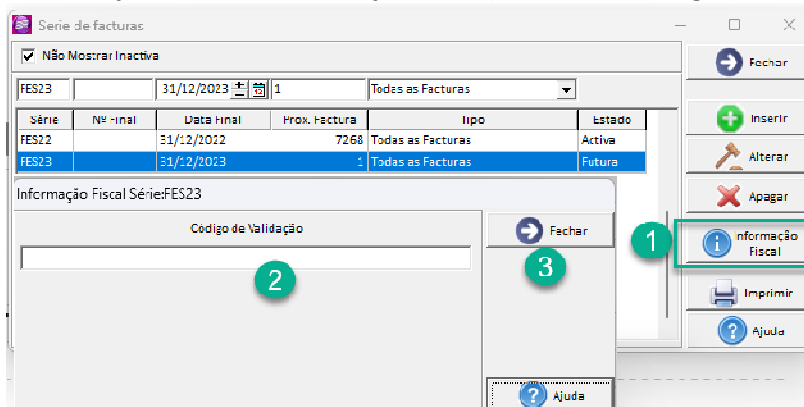 Serie de facturas
Não Mostrar Inactiva
Fechar
FES23 31/12/2023 1 Todas as Facturas
Série Nº Final Data Final Prox. Factura Tipo Estado
Inserir
FES22 31/12/2022 7268 Todas as Facturas Activa
FES23 31/12/2023 1 Todas as Facturas Futura
Alterar
Informação Fiscal Série:FES23
Apagar
Código de Validação
Fechar
1
Informação
Fiscal
2
3
Imprimir
Ajuda
Ajuda